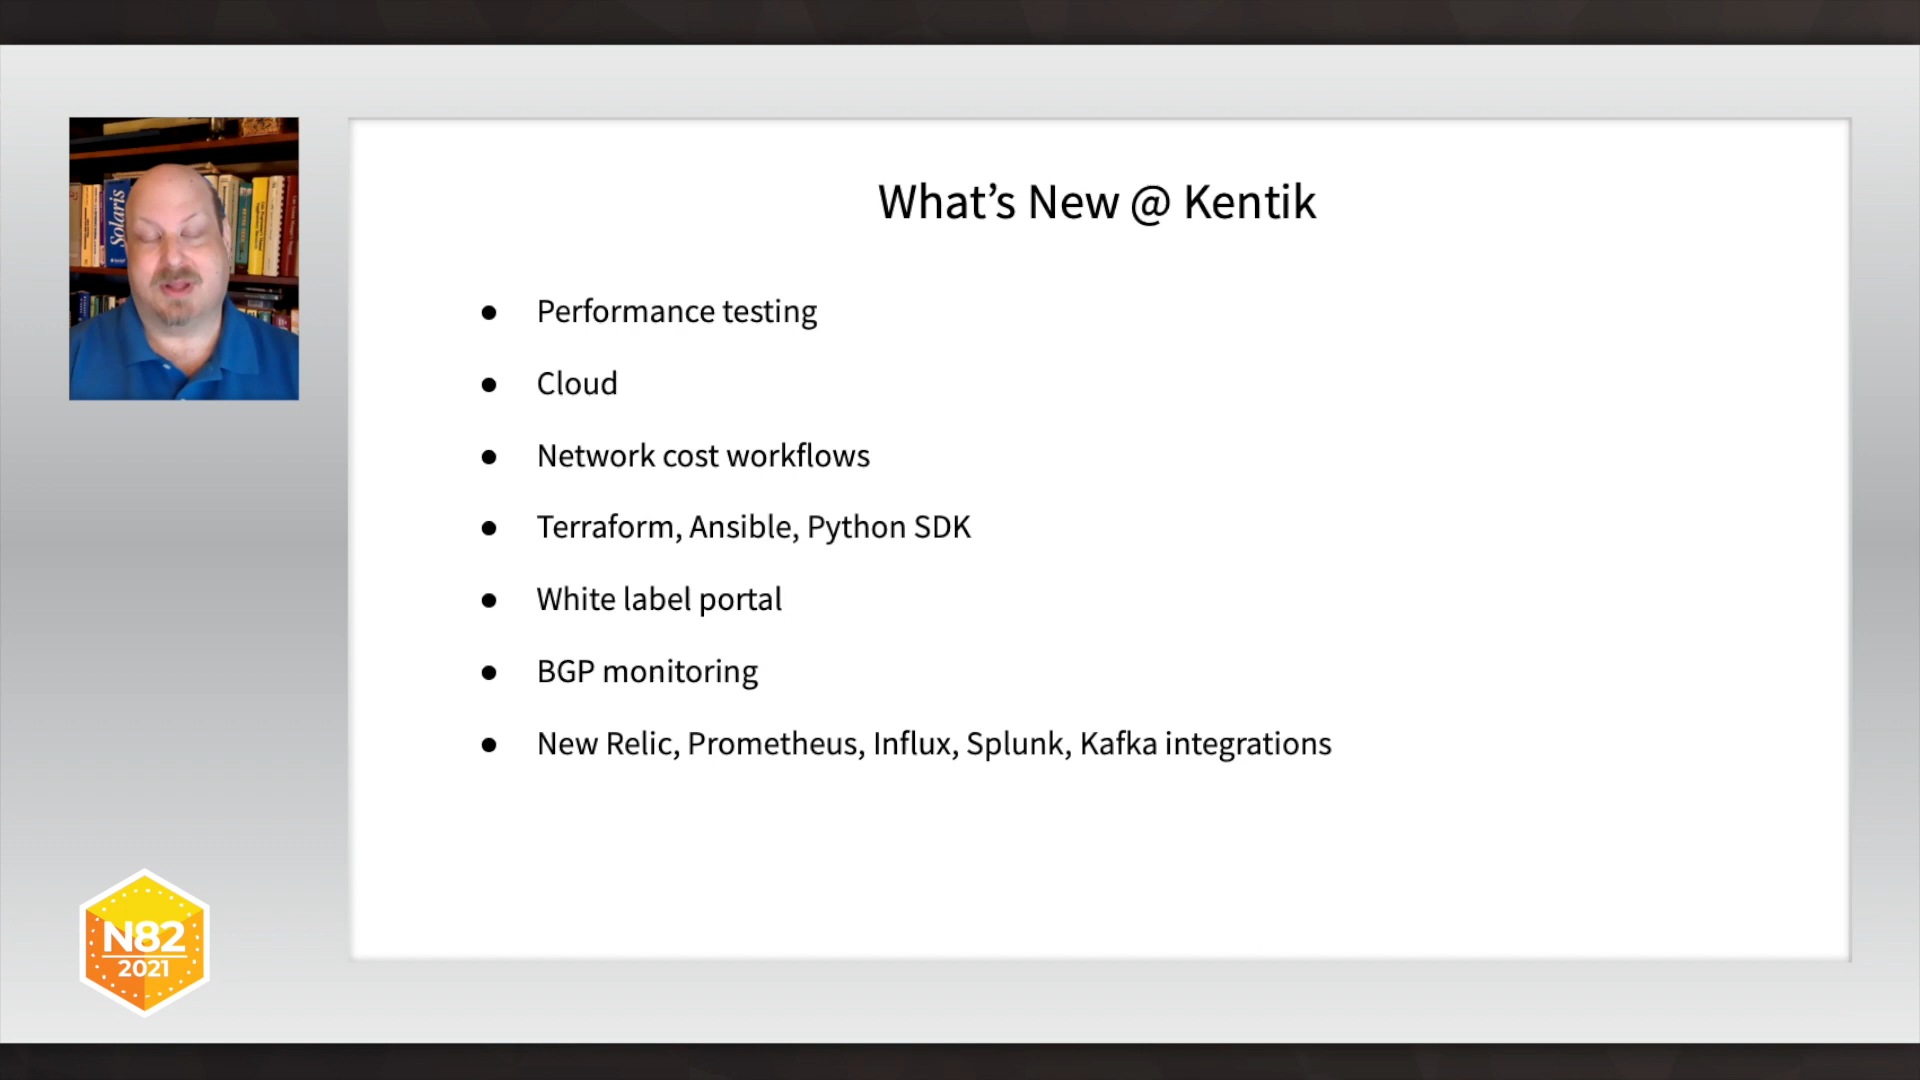 What's New @ Kentik
● Performance testing
● Cloud
● Network cost workflows
● Terraform, Ansible, Python SDK
● White label portal
● BGP monitoring
● New Relic, Prometheus, Influx, Splunk, Kafka integrations
Solaris
N82
2021